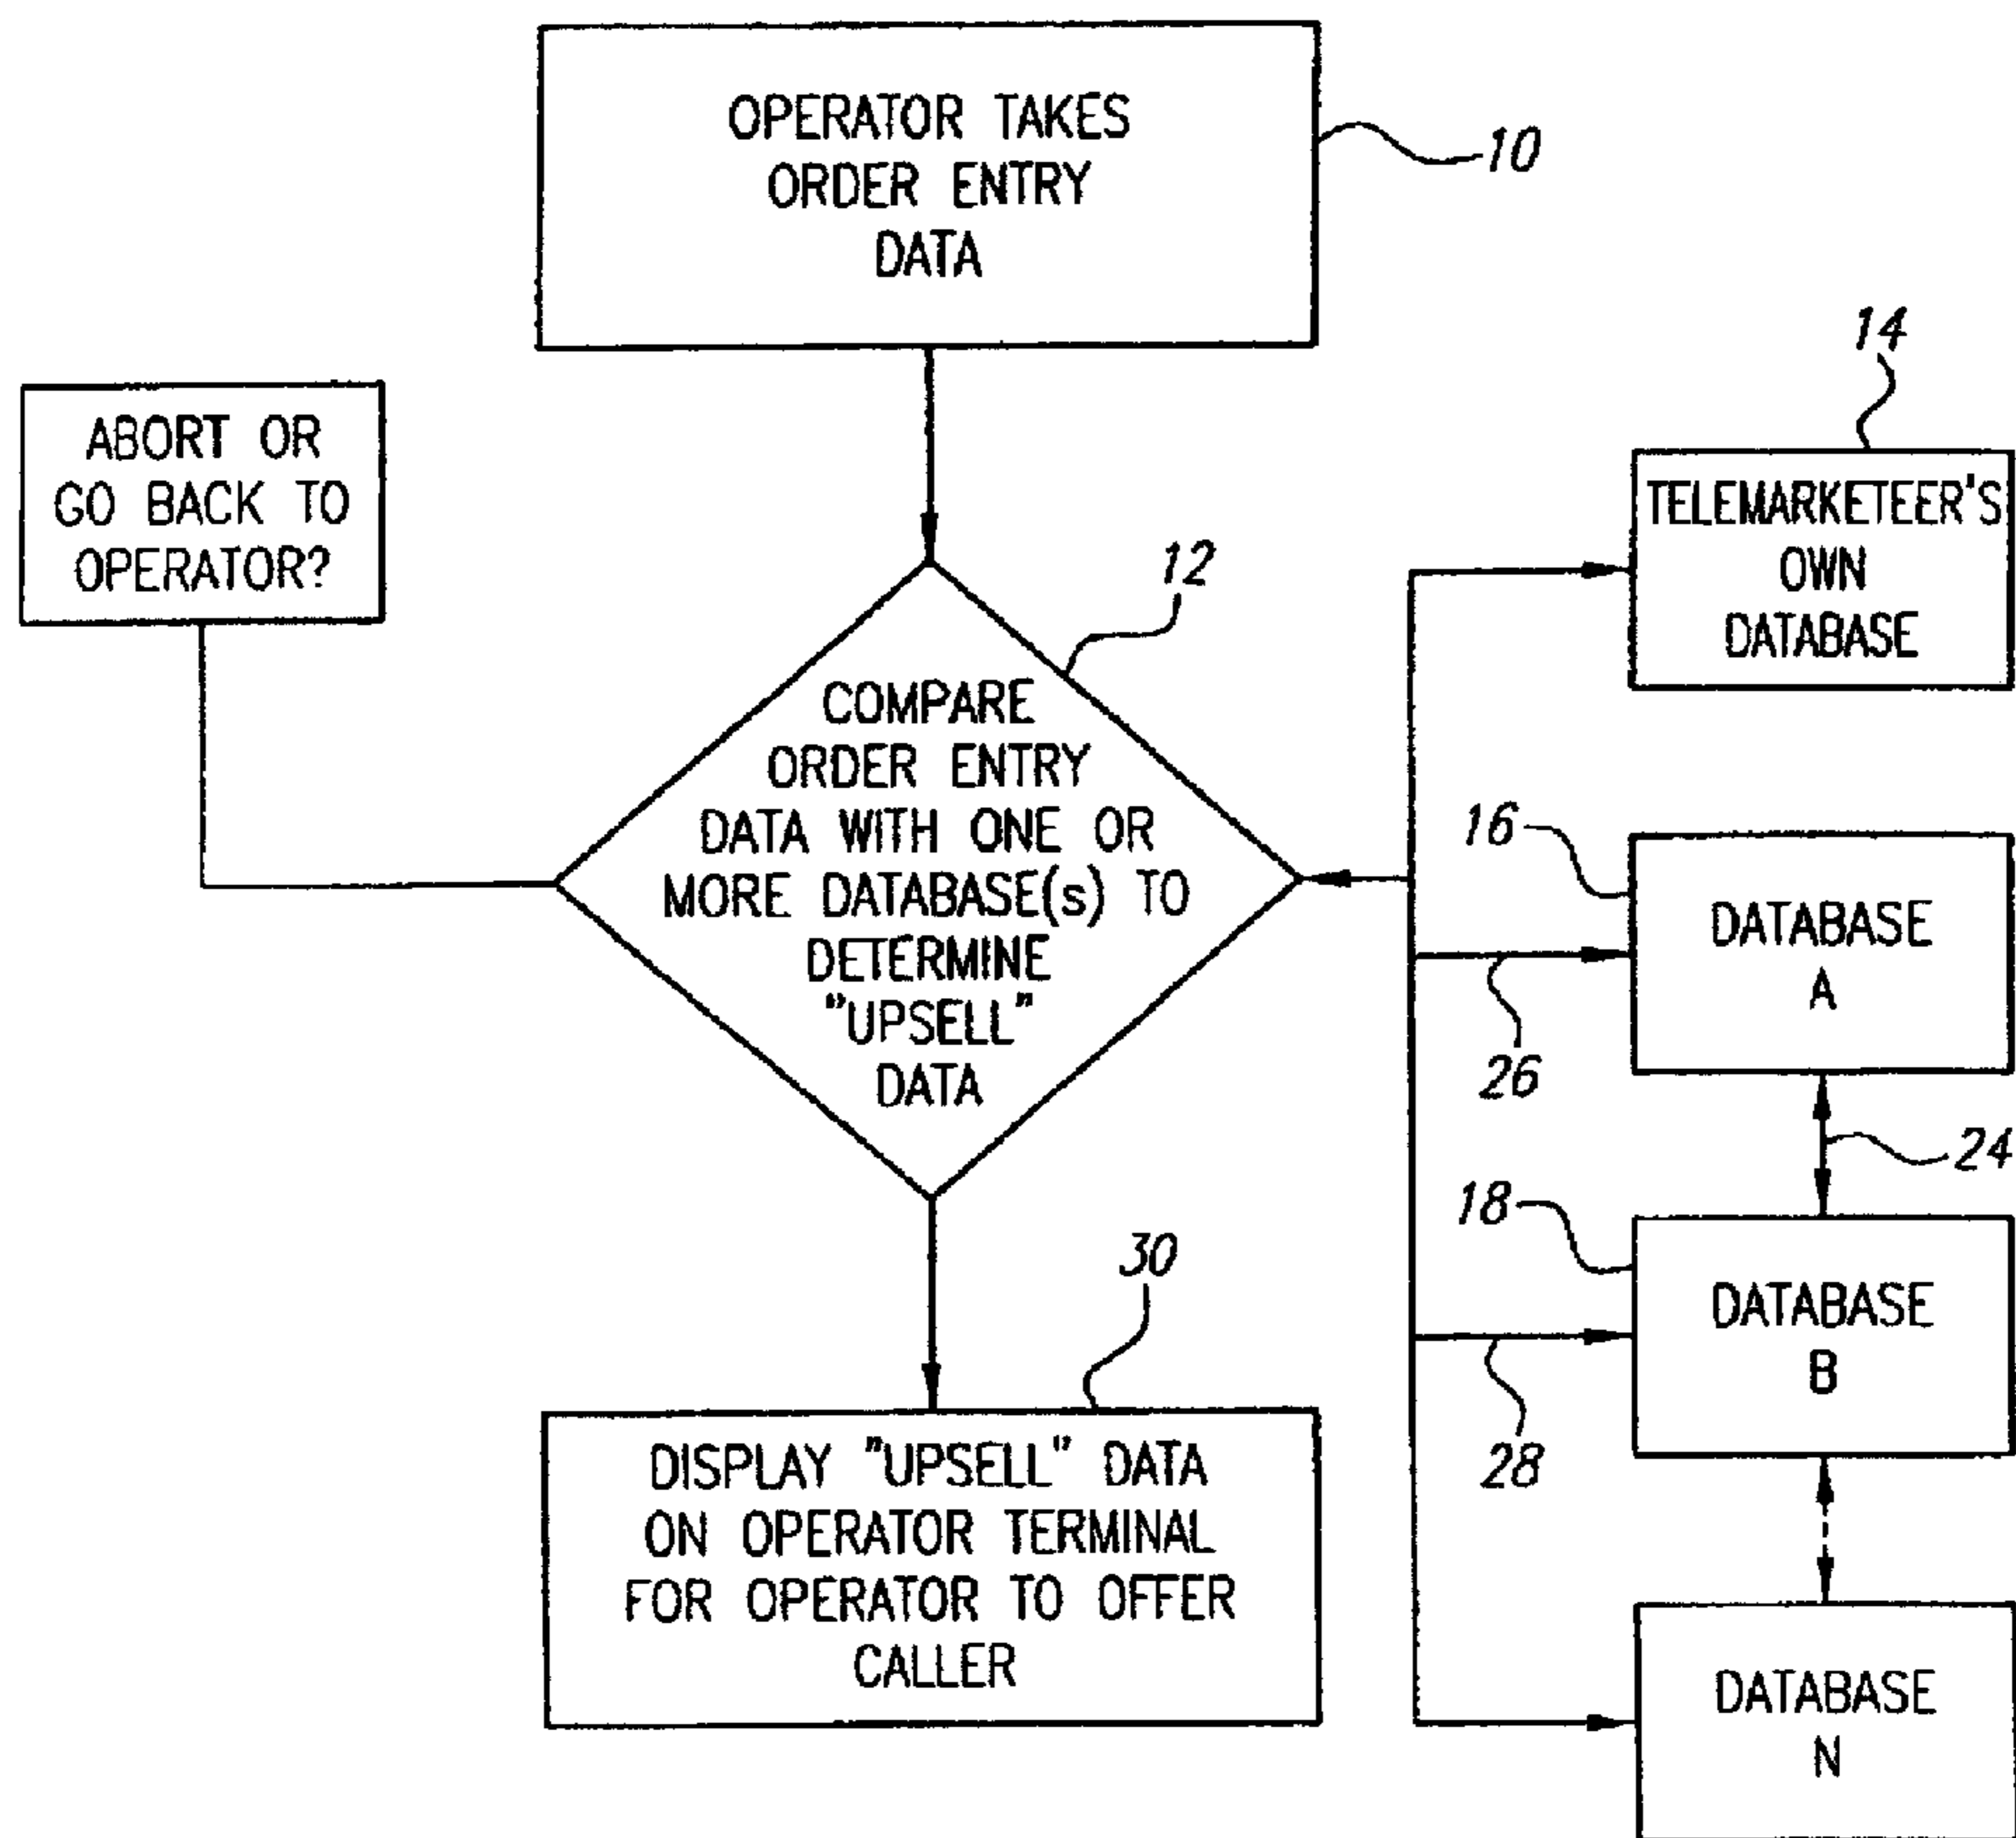 OPERATOR TAKES
ORDER ENTRY
DATA
10
ABORT OR
GO BACK TO
OPERATOR?
12
COMPARE
ORDER ENTRY
DATA WITH ONE OR
MORE DATABASE(s) TO
DETERMINE
"UPSELL"
DATA
14
TELEMARKETEER'S
OWN
DATABASE
16
DATABASE
A
26
24
18
DATABASE
B
28
30
DISPLAY "UPSELL" DATA
ON OPERATOR TERMINAL
FOR OPERATOR TO OFFER
CALLER
DATABASE
N